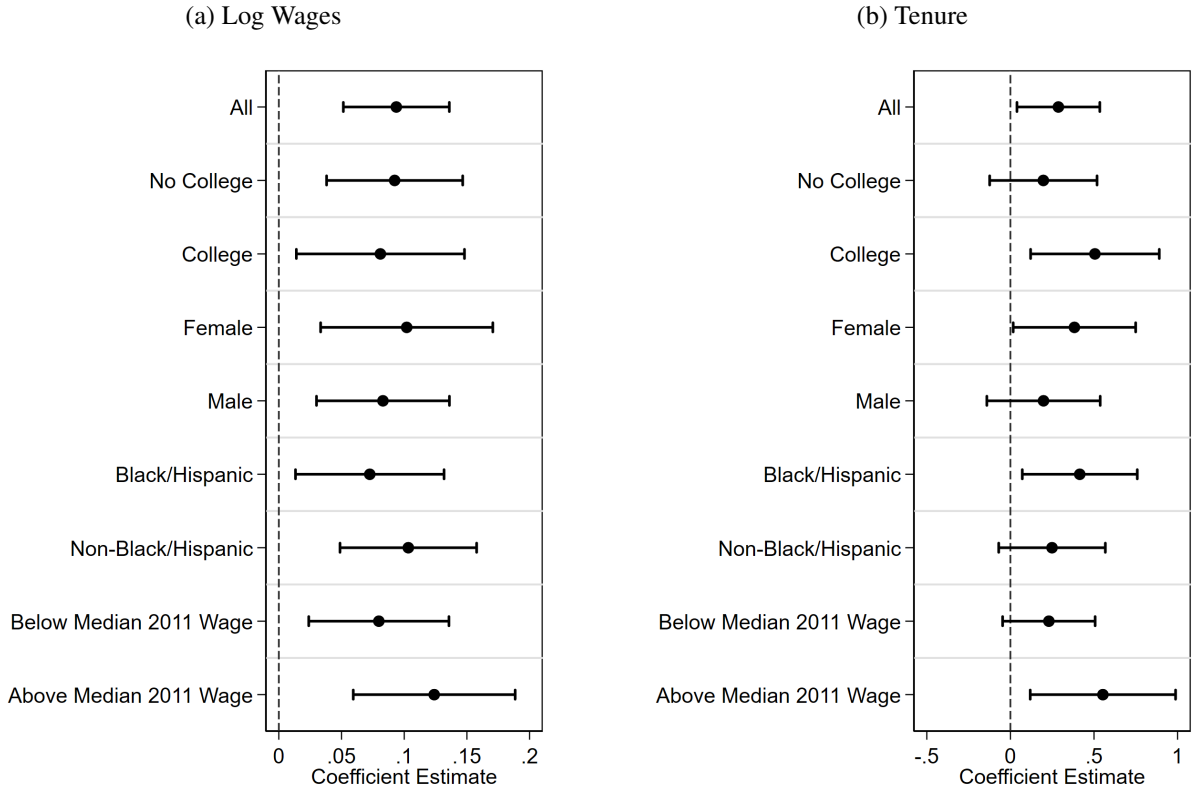 (a) Log Wages
All
No College
College
Female
Male
Black/Hispanic
Non-Black/Hispanic
Below Median 2011 Wage
Above Median 2011 Wage
0 .05 .1 .15 .2
Coefficient Estimate
(b) Tenure
All
No College
College
Female
Male
Black/Hispanic
Non-Black/Hispanic
Below Median 2011 Wage
Above Median 2011 Wage
-.5 0 .5 1
Coefficient Estimate